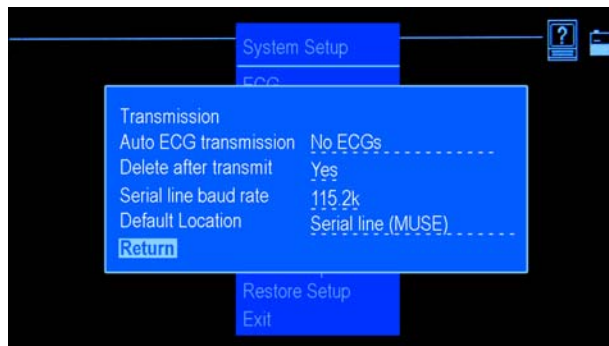 System Setup
ECG
Transmission
Auto ECG transmission No ECGs
Delete after transmit Yes
Serial line baud rate 115.2k
Default Location Serial line (MUSE)
Return
Restore Setup
Exit
?